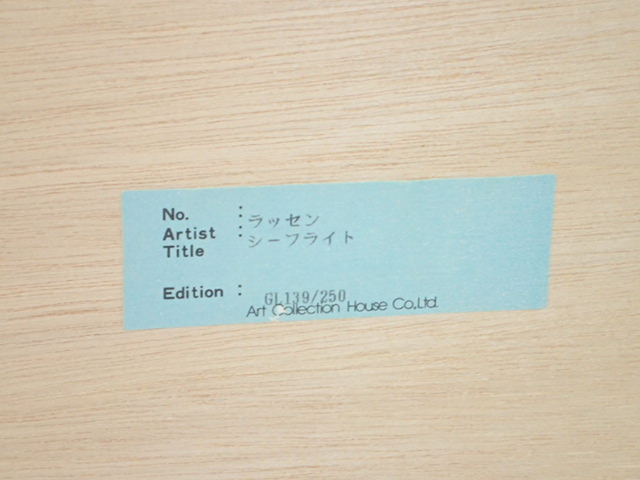 No. :
Artist : ラッセン
Title シーフライト
Edition : GL139/250
Art Collection House Co.,Ltd.